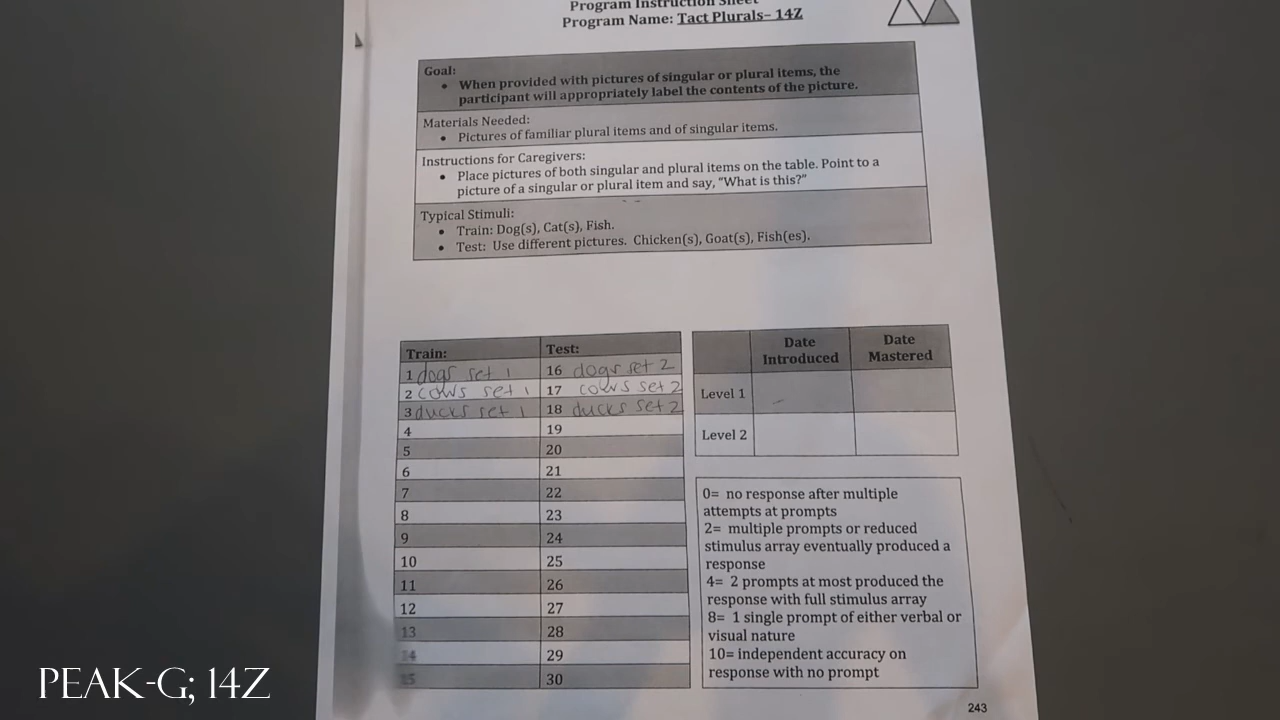 Program Instruction Sheet
Program Name: Tact Plurals– 14Z
Goal:
• When provided with pictures of singular or plural items, the
participant will appropriately label the contents of the picture.
Materials Needed:
• Pictures of familiar plural items and of singular items.
Instructions for Caregivers:
• Place pictures of both singular and plural items on the table. Point to a
picture of a singular or plural item and say, “What is this?”
Typical Stimuli:
• Train: Dog(s), Cat(s), Fish.
• Test: Use different pictures. Chicken(s), Goat(s), Fish(es).
Train: Test:
1 dogs set 1 16 dogs set 2
2 cows set 1 17 cows set 2
3 ducks set 1 18 ducks set 2
4 19
5 20
6 21
7 22
8 23
9 24
10 25
11 26
12 27
13 28
14 29
15 30
Date Introduced Date Mastered
Level 1
Level 2
0= no response after multiple
attempts at prompts
2= multiple prompts or reduced
stimulus array eventually produced a
response
4= 2 prompts at most produced the
response with full stimulus array
8= 1 single prompt of either verbal or
visual nature
10= independent accuracy on
response with no prompt
243
PEAK-G; 14Z